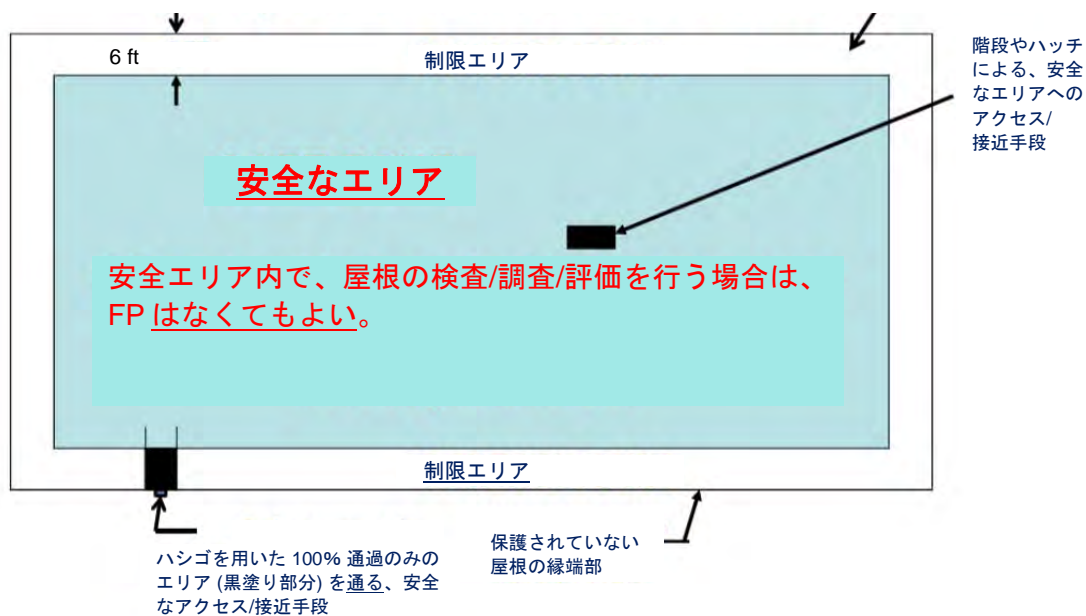 6 ft
制限エリア
階段やハッチ
による、安全
なエリアへの
アクセス/
接近手段
安全なエリア
安全エリア内で、屋根の検査/調査/評価を行う場合は、
FP はなくてもよい。
制限エリア
ハシゴを用いた 100% 通過のみの
エリア (黒塗り部分) を通る、安全
なアクセス/接近手段
保護されていない
屋根の縁端部